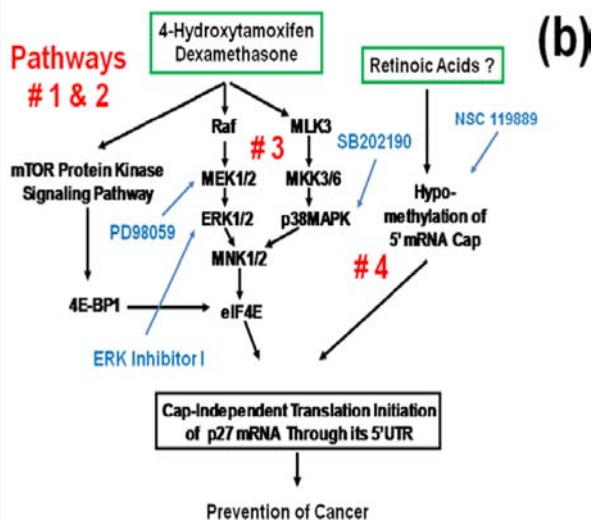 (b)
4-Hydroxytamoxifen
Dexamethasone
Pathways
# 1 & 2
Retinoic Acids ?
NSC 119889
Raf
MLK3
# 3
SB202190
mTOR Protein Kinase
Signaling Pathway
MEK1/2
MKK3/6
Hypo-
methylation of
5' mRNA Cap
PD98059
ERK1/2
p38MAPK
MNK1/2
# 4
4E-BP1
eIF4E
ERK Inhibitor I
Cap-Independent Translation Initiation
of p27 mRNA Through its 5'UTR
Prevention of Cancer